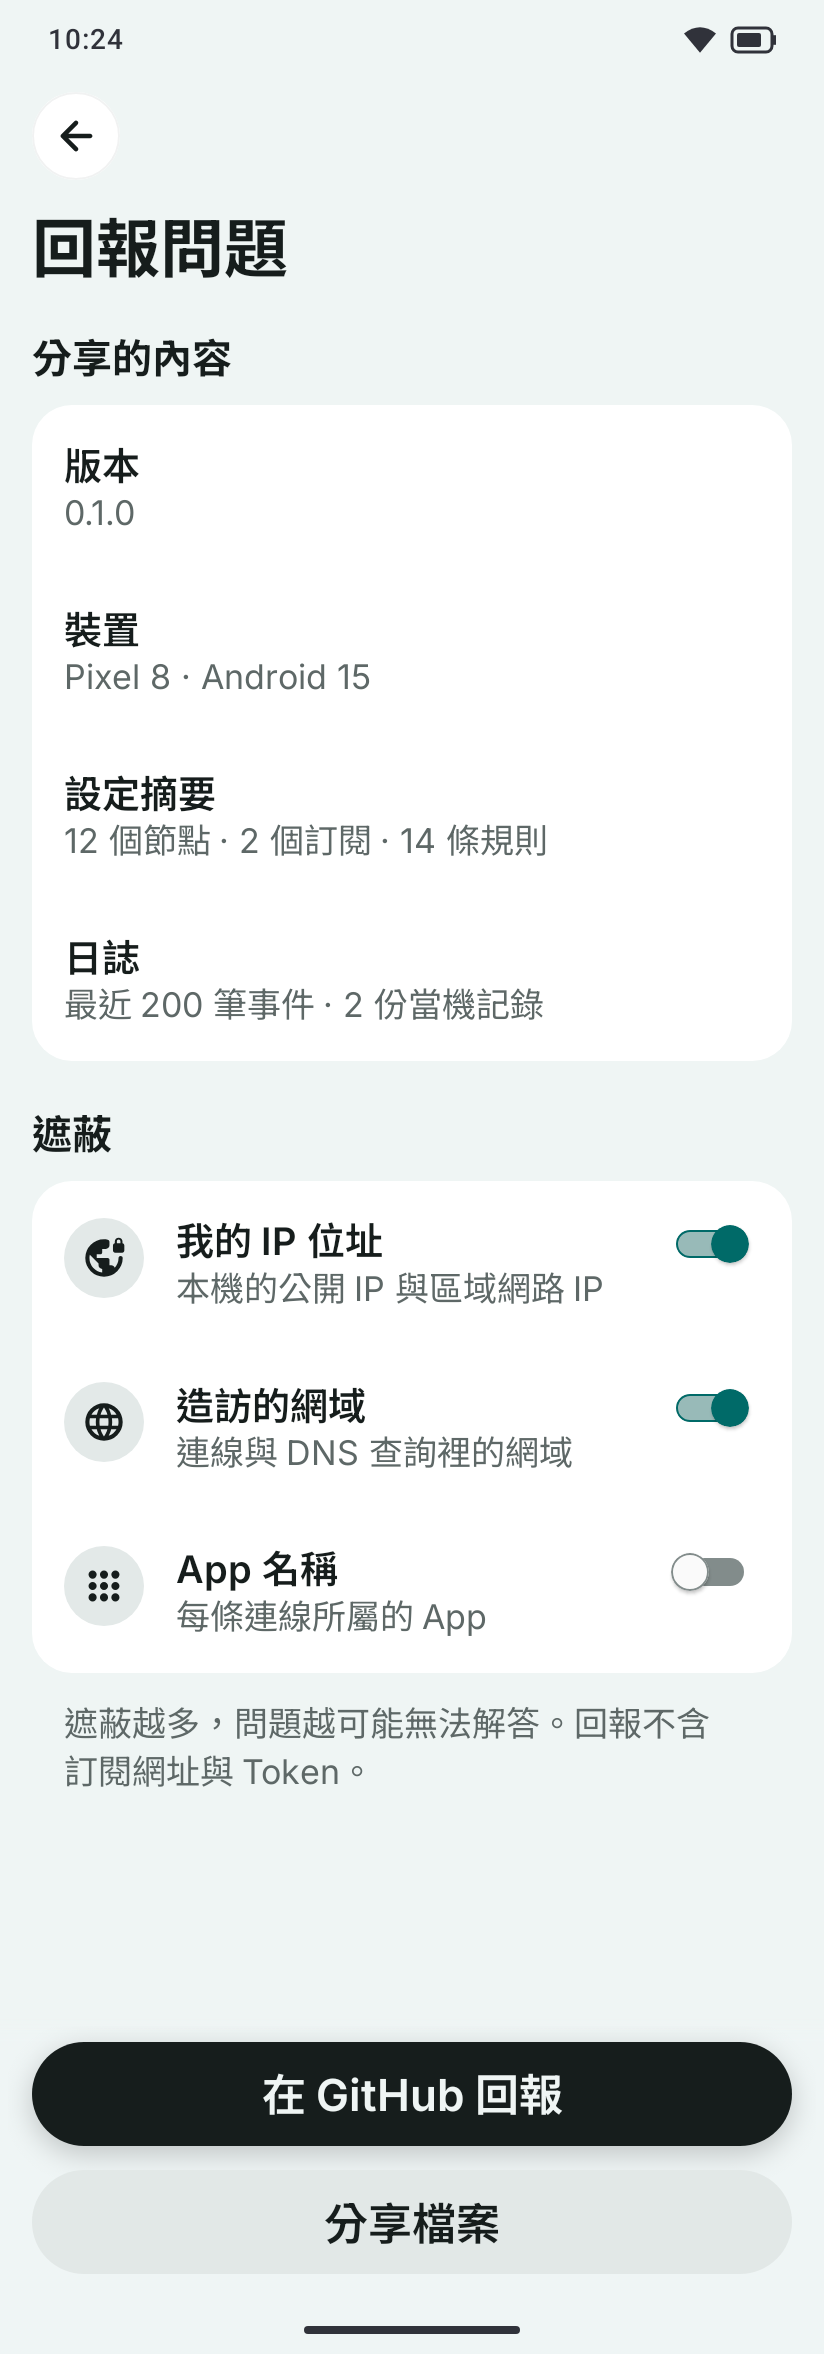 10:24
回報問題
分享的內容
版本
0.1.0
裝置
Pixel 8 · Android 15
設定摘要
12 個節點 · 2 個訂閱 · 14 條規則
日誌
最近 200 筆事件 · 2 份當機記錄
遮蔽
我的 IP 位址
本機的公開 IP 與區域網路 IP
造訪的網域
連線與 DNS 查詢裡的網域
App 名稱
每條連線所屬的 App
遮蔽越多，問題越可能無法解答。回報不含
訂閱網址與 Token。
在 GitHub 回報
分享檔案